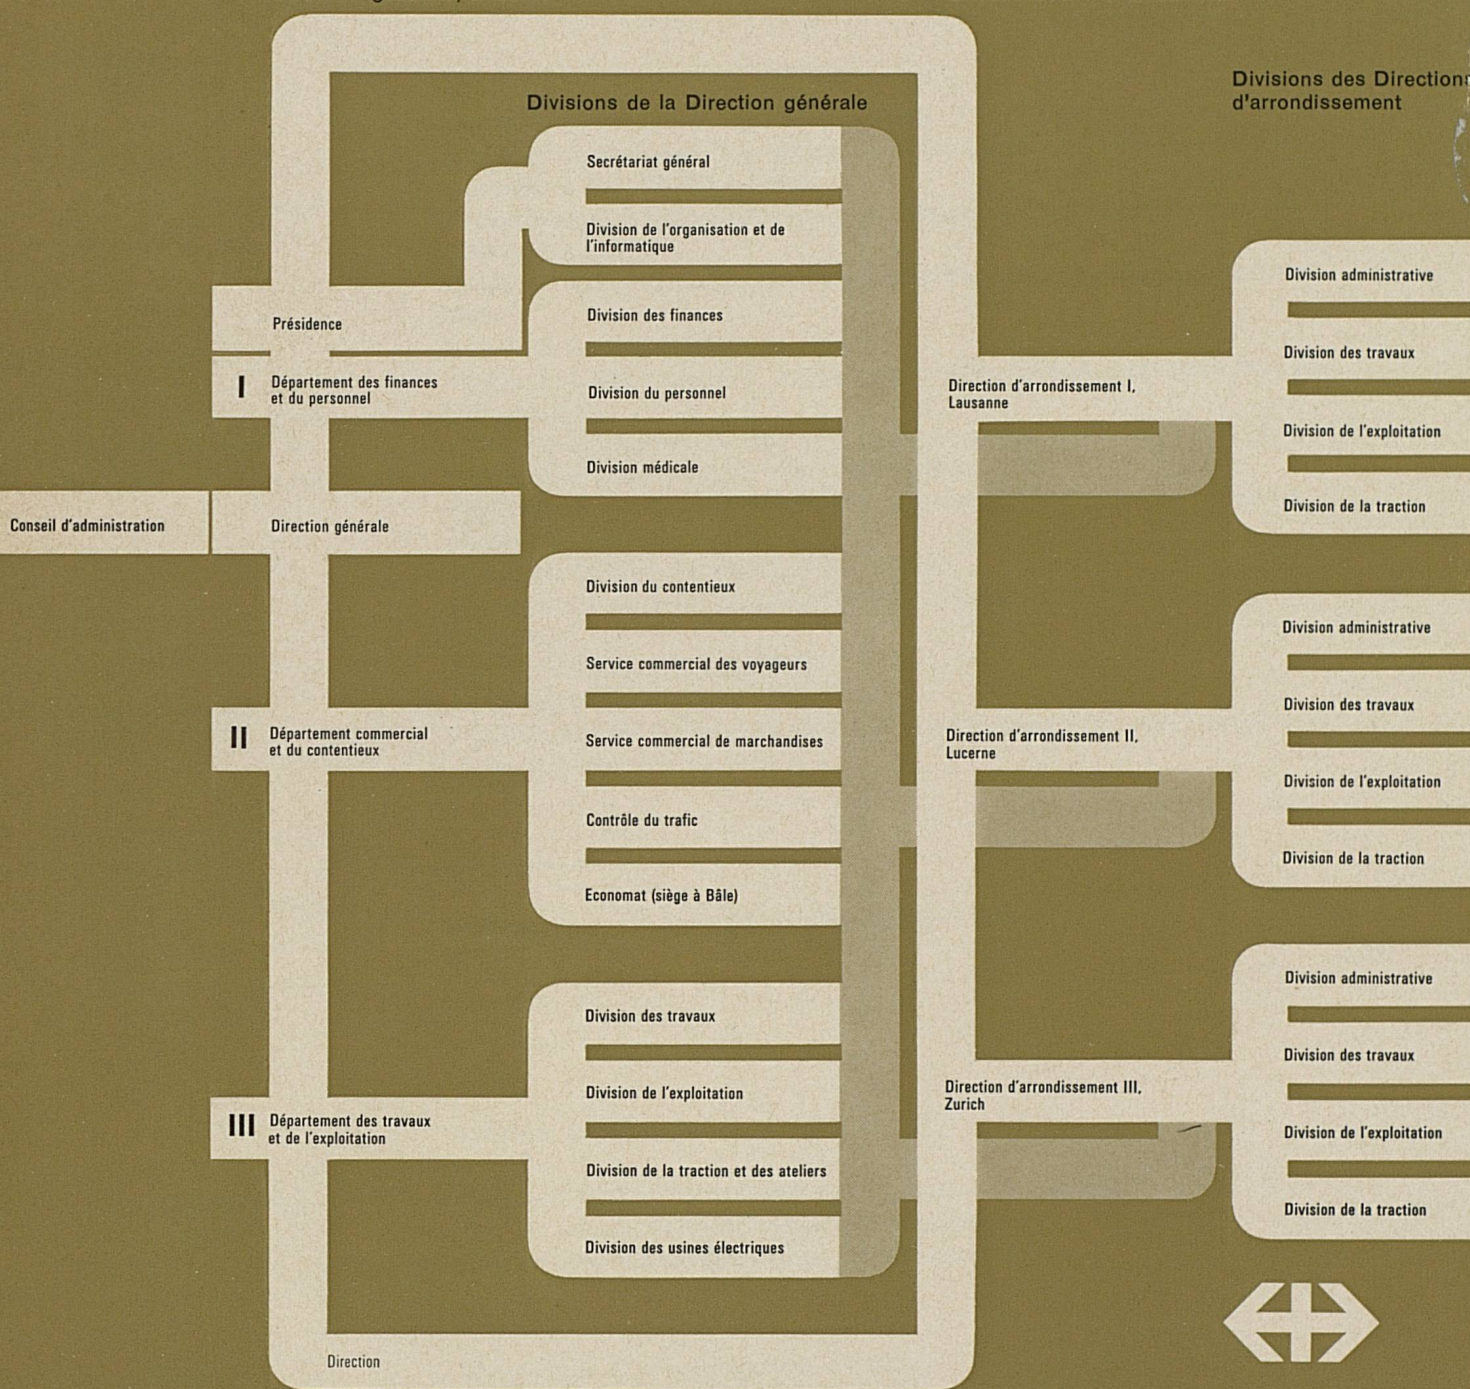 Divisions de la Direction générale
Secrétariat général
Division de l'organisation et de
l'informatique
Présidence
Division des finances
I
Département des finances
et du personnel
Division du personnel
Division médicale
Conseil d'administration
Direction générale
Division du contentieux
Service commercial des voyageurs
II
Département commercial
et du contentieux
Service commercial de marchandises
Contrôle du trafic
Economat (siège à Bâle)
Division des travaux
Division de l'exploitation
III
Département des travaux
et de l'exploitation
Division de la traction et des ateliers
Division des usines électriques
Direction
Direction d'arrondissement I,
Lausanne
Direction d'arrondissement II,
Lucerne
Direction d'arrondissement III,
Zurich
Divisions des Directions
d'arrondissement
Division administrative
Division des travaux
Division de l'exploitation
Division de la traction
Division administrative
Division des travaux
Division de l'exploitation
Division de la traction
Division administrative
Division des travaux
Division de l'exploitation
Division de la traction